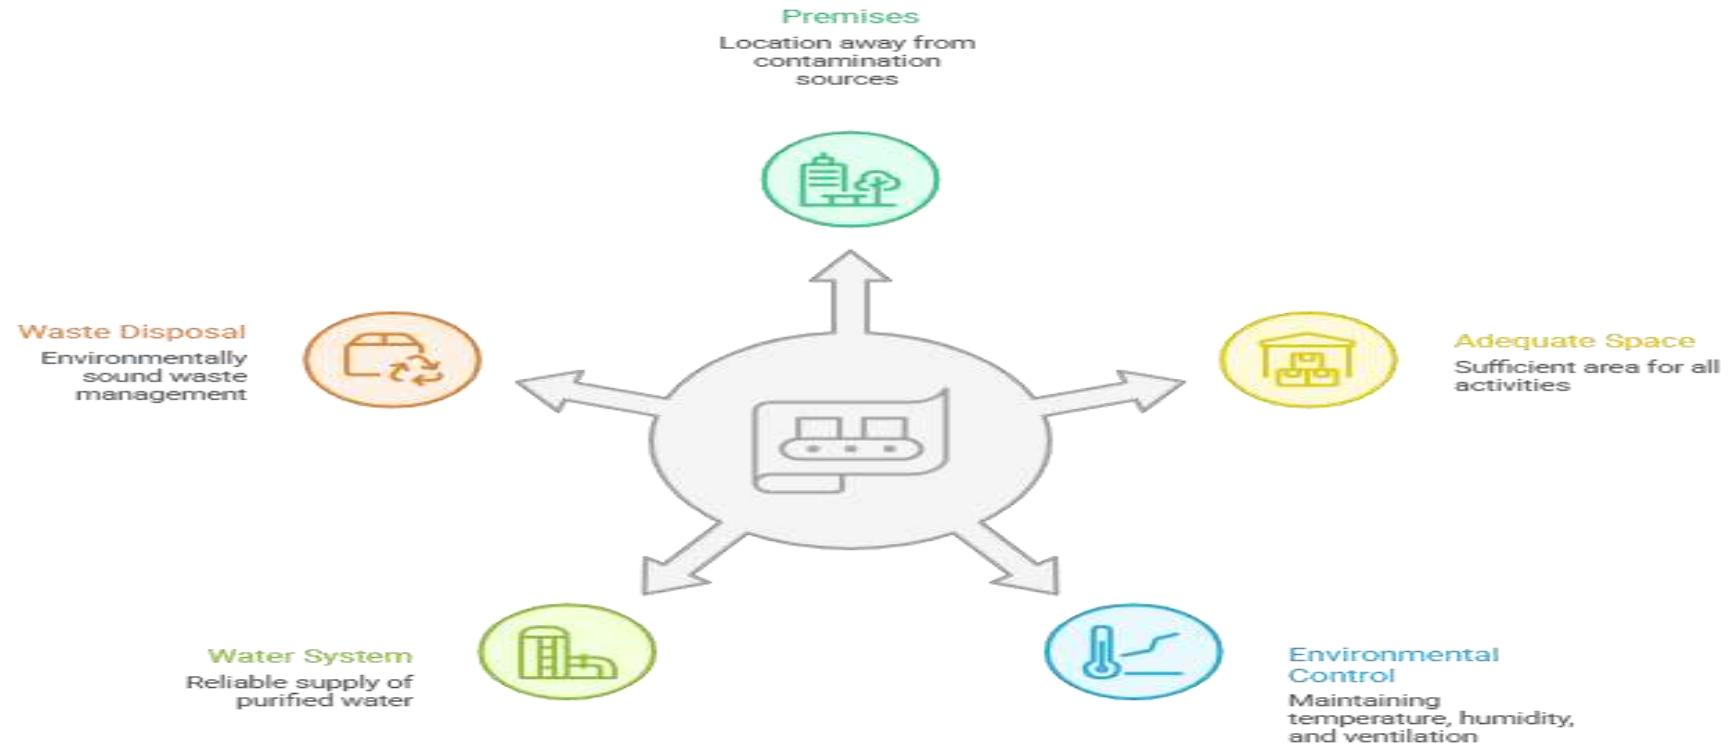 Premises
Location away from
contamination
sources
Waste Disposal
Environmentally
sound waste
management
Adequate Space
Sufficient area for all
activities
Water System
Reliable supply of
purified water
Environmental
Control
Maintaining
temperature, humidity,
and ventilation